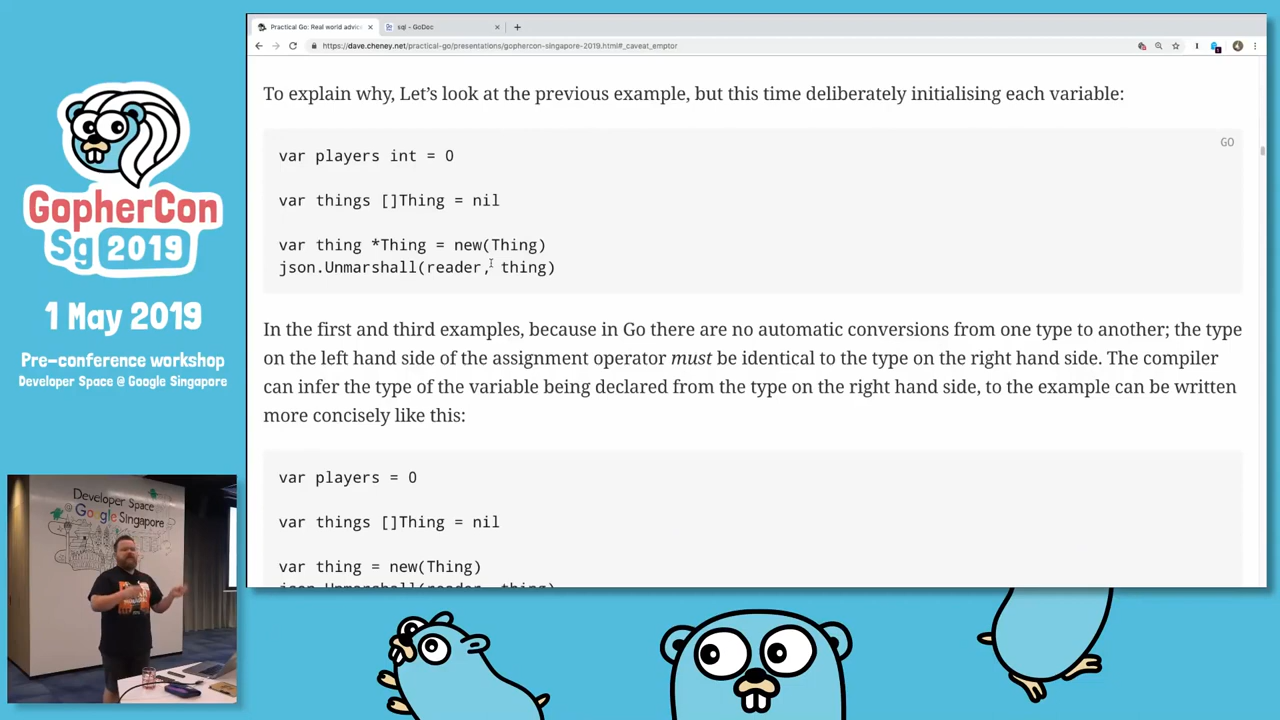 Practical Go: Real world advic
sql - GoDec
https://dave.cheney.net/practical-go/presentations/gophercon-singapore-2019.html#_caveat_emptor
To explain why, Let's look at the previous example, but this time deliberately initialising each variable:
GO
var players int = 0
var things []Thing = nil
var thing *Thing = new(Thing)
json.Unmarshall(reader, thing)
In the first and third examples, because in Go there are no automatic conversions from one type to another; the type
on the left hand side of the assignment operator must be identical to the type on the right hand side. The compiler
can infer the type of the variable being declared from the type on the right hand side, to the example can be written
more concisely like this:
var players = 0
var things []Thing = nil
var thing = new(Thing)
json.Unmarshall(reader, thing)
GopherCon
Sg 2019
1 May 2019
Pre-conference workshop
Developer Space @ Google Singapore
Developer Space
@ Google Singapore